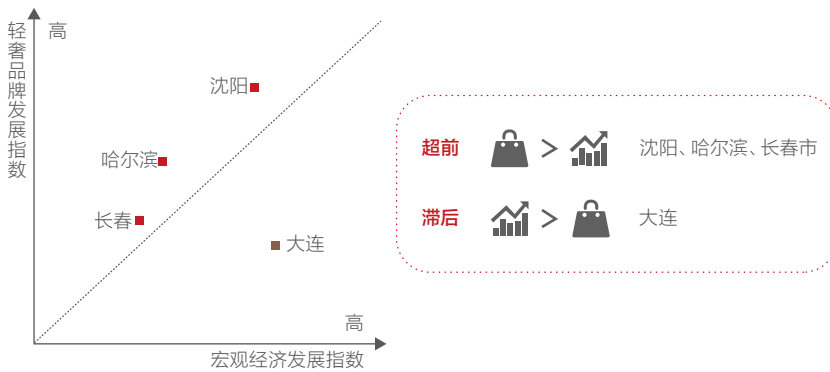 轻奢品牌发展指数
高
沈阳
哈尔滨
长春
大连
高
宏观经济发展指数
超前 > 沈阳、哈尔滨、长春市
滞后 > 大连